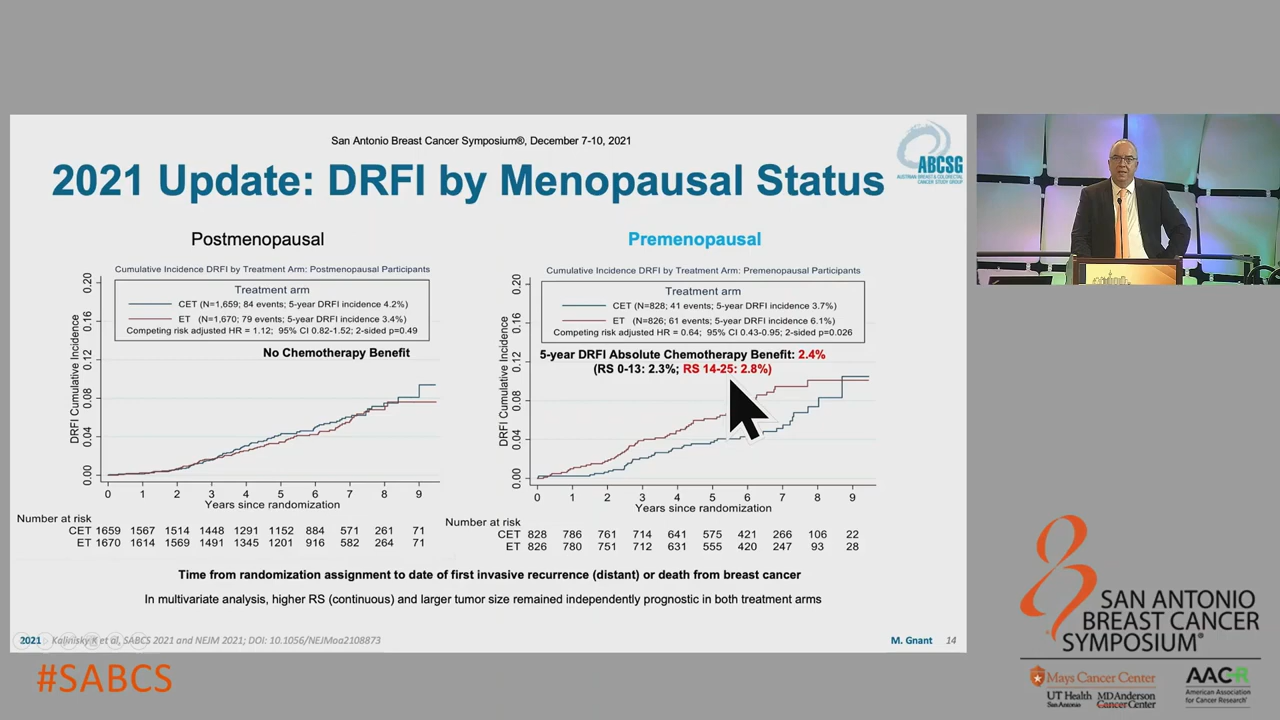 San Antonio Breast Cancer Symposium®, December 7-10, 2021
2021 Update: DRFI by Menopausal Status
ABCSG
AUSTRIAN BREAST & COLORECTAL CANCER STUDY GROUP
Postmenopausal
Cumulative Incidence DRFI by Treatment Arm: Postmenopausal Participants
Treatment arm
CET (N=1,659; 84 events; 5-year DRFI incidence 4.2%)
ET (N=1,670; 79 events; 5-year DRFI incidence 3.4%)
Competing risk adjusted HR = 1.12; 95% CI 0.82-1.52; 2-sided p=0.49
No Chemotherapy Benefit
DRFI Cumulative Incidence
0.20
0.16
0.12
0.08
0.04
0.00
0 1 2 3 4 5 6 7 8 9
Years since randomization
Number at risk
CET 1659 1567 1514 1448 1291 1152 884 571 261 71
ET 1670 1614 1569 1491 1345 1201 916 582 264 71
Premenopausal
Cumulative Incidence DRFI by Treatment Arm: Premenopausal Participants
Treatment arm
CET (N=828; 41 events; 5-year DRFI incidence 3.7%)
ET (N=826; 61 events; 5-year DRFI incidence 6.1%)
Competing risk adjusted HR = 0.64; 95% CI 0.43-0.95; 2-sided p=0.026
5-year DRFI Absolute Chemotherapy Benefit: 2.4%
(RS 0-13: 2.3%; RS 14-25: 2.8%)
DRFI Cumulative Incidence
0.20
0.16
0.12
0.08
0.04
0.00
0 1 2 3 4 5 6 7 8 9
Years since randomization
Number at risk
CET 828 786 761 714 641 575 421 266 106 22
ET 826 780 751 712 631 555 420 247 93 28
Time from randomization assignment to date of first invasive recurrence (distant) or death from breast cancer
In multivariate analysis, higher RS (continuous) and larger tumor size remained independently prognostic in both treatment arms
2021 Kalinisky K et al, SABCS 2021 and NEJM 2021; DOI: 10.1056/NEJMoa2108873
M. Gnant 14
#SABCS
SAN ANTONIO
BREAST CANCER
SYMPOSIUM®
Mays Cancer Center
UT Health
San Antonio
MD Anderson
Cancer Center
AACR
American Association
for Cancer Research®